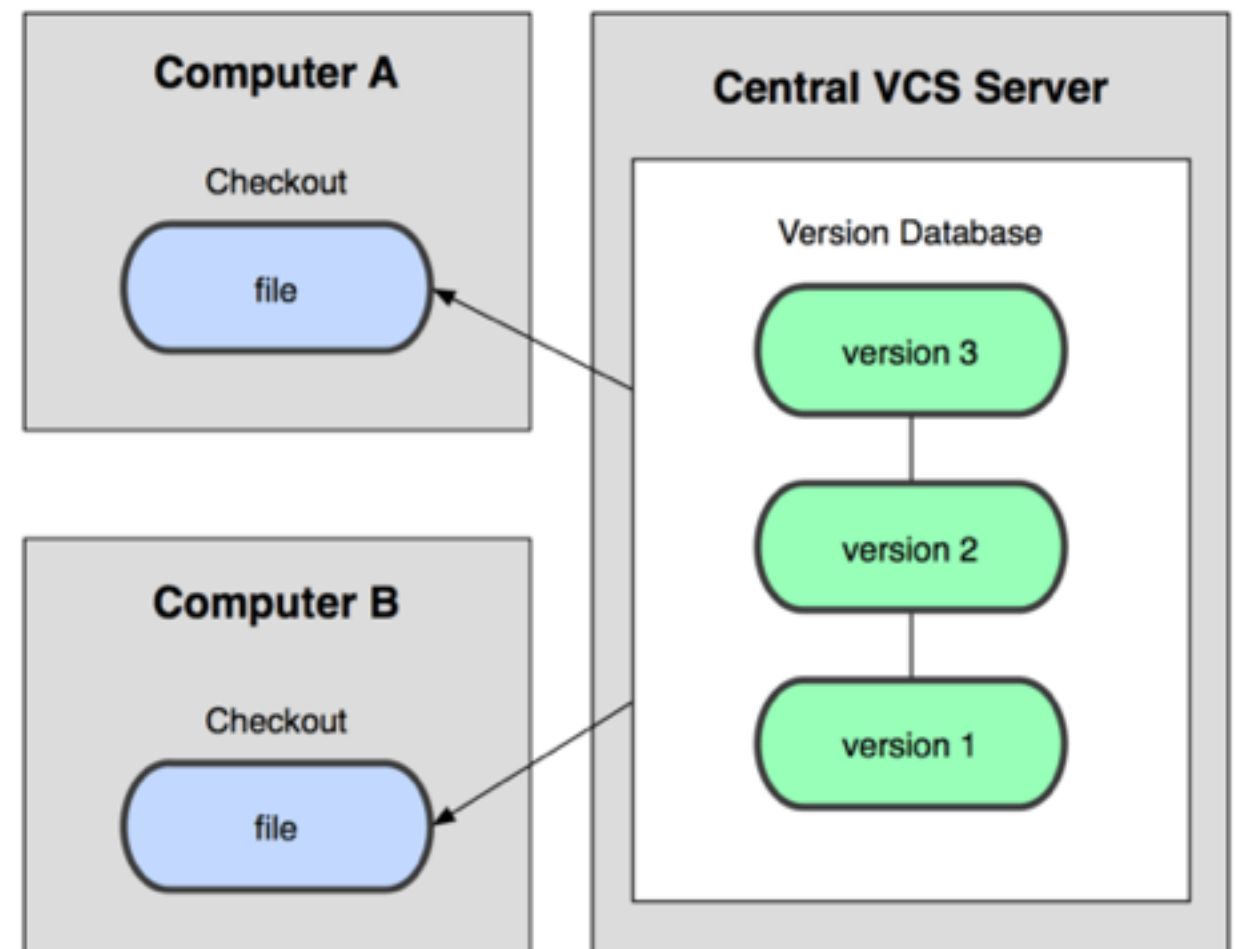 Computer A
Checkout
file
Computer B
Checkout
file
Central VCS Server
Version Database
version 3
version 2
version 1